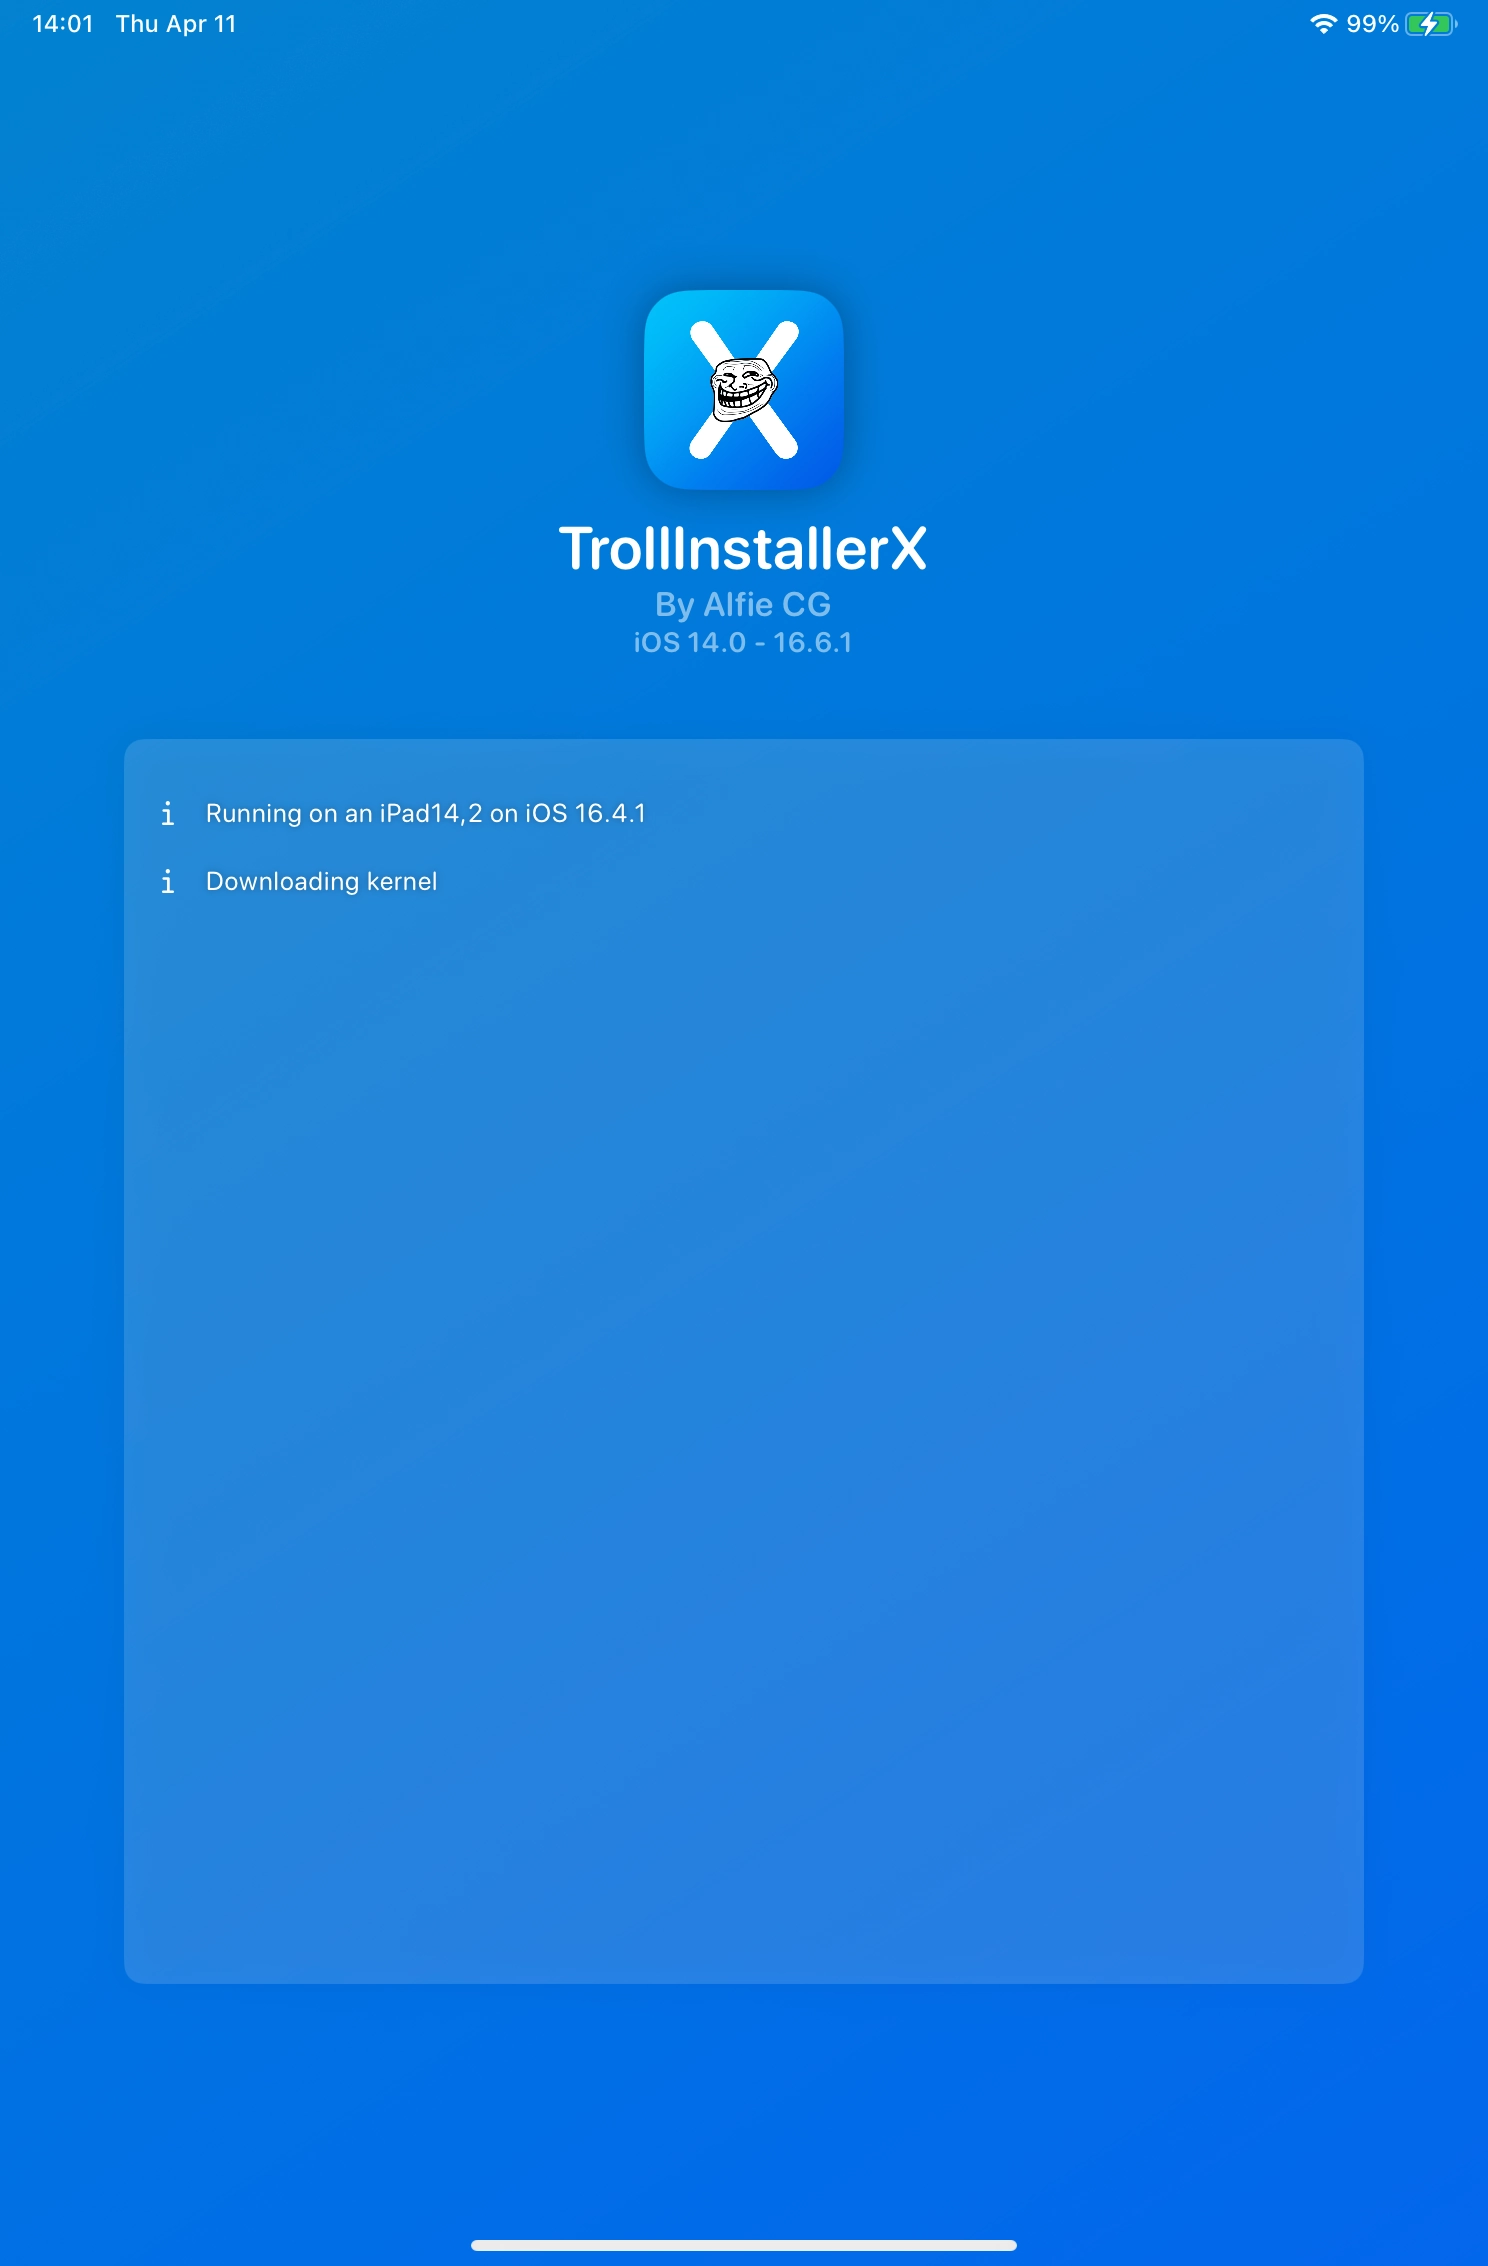 14:01 Thu Apr 11 99%
TrollInstallerX
By Alfie CG
iOS 14.0 - 16.6.1
i Running on an iPad14,2 on iOS 16.4.1
i Downloading kernel